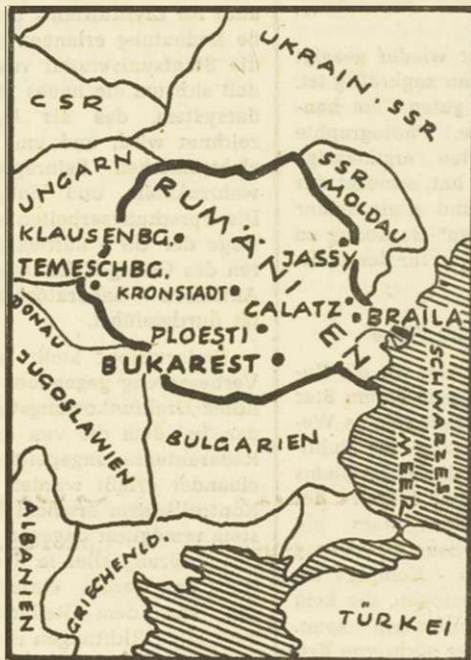 UKRAIN. SSR
CSR
UNGARN
SSR
MOLDAU
RUMÄNIEN
KLAUSENBG.
JASSY
TEMESCHBG.
KRONSTADT
CALATZ
BRAILA
DONAU
PLOEȘTI
BUKAREST
JUGOSLAWIEN
SCHWARZES
MEER
BULGARIEN
ALBANIEN
GRIECHENLD.
TÜRKEI